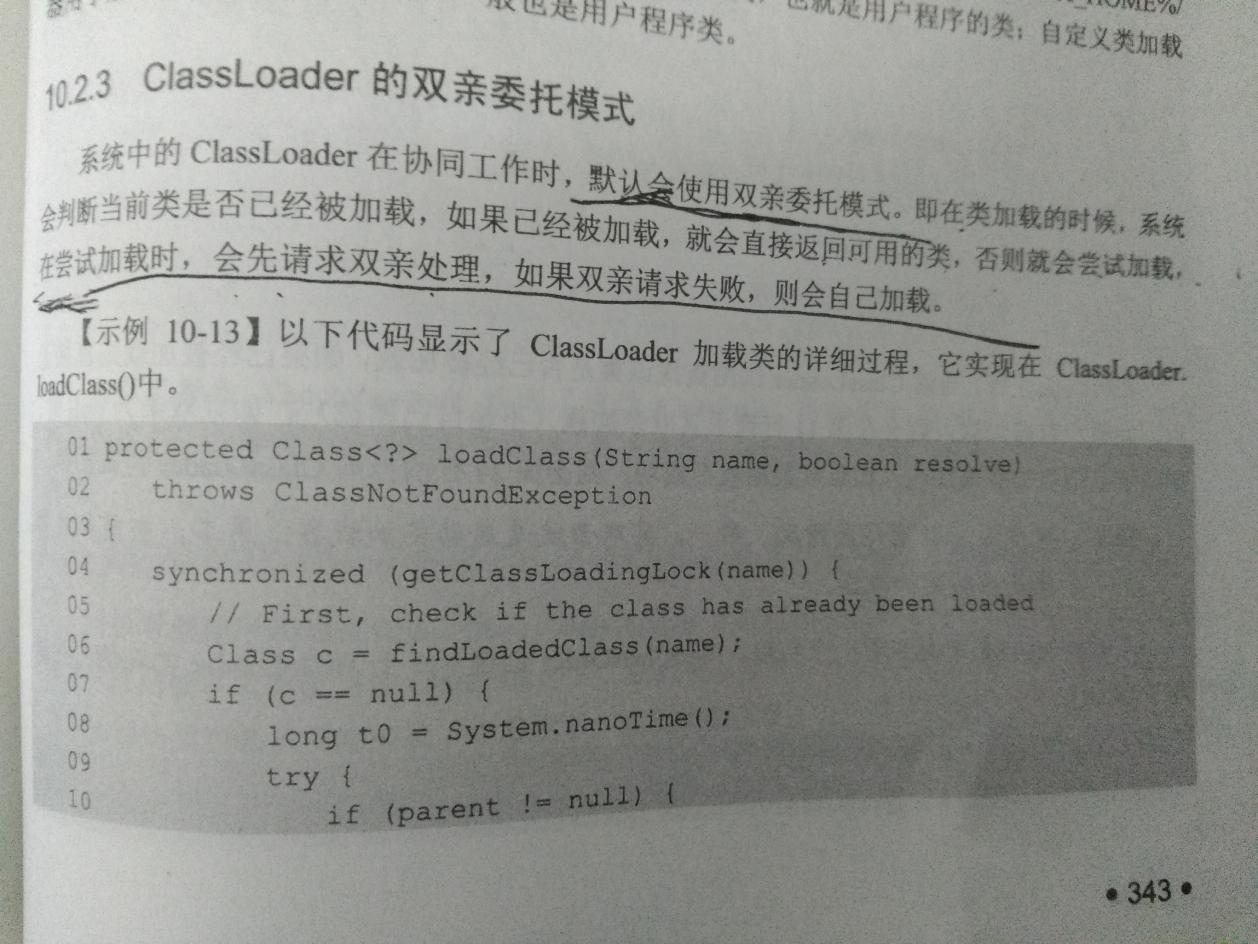 HOME%/
般也是用户程序类。
也就是用户程序的类；自定义类加载
10.2.3 ClassLoader 的双亲委托模式
系统中的 ClassLoader 在协同工作时，默认会使用双亲委托模式。即在类加载的时候，系统
会判断当前类是否已经被加载，如果已经被加载，就会直接返回可用的类，否则就会尝试加载，
在尝试加载时，会先请求双亲处理，如果双亲请求失败，则会自己加载。
【示例 10-13】以下代码显示了 ClassLoader 加载类的详细过程，它实现在 ClassLoader.
loadClass()中。
01 protected Class<?> loadClass(String name, boolean resolve)
02 throws ClassNotFoundException
03 {
04 synchronized (getClassLoadingLock(name)) {
05 // First, check if the class has already been loaded
06 Class c = findLoadedClass(name);
07 if (c == null) {
08 long t0 = System.nanoTime();
09 try {
10 if (parent != null) {
• 343 •